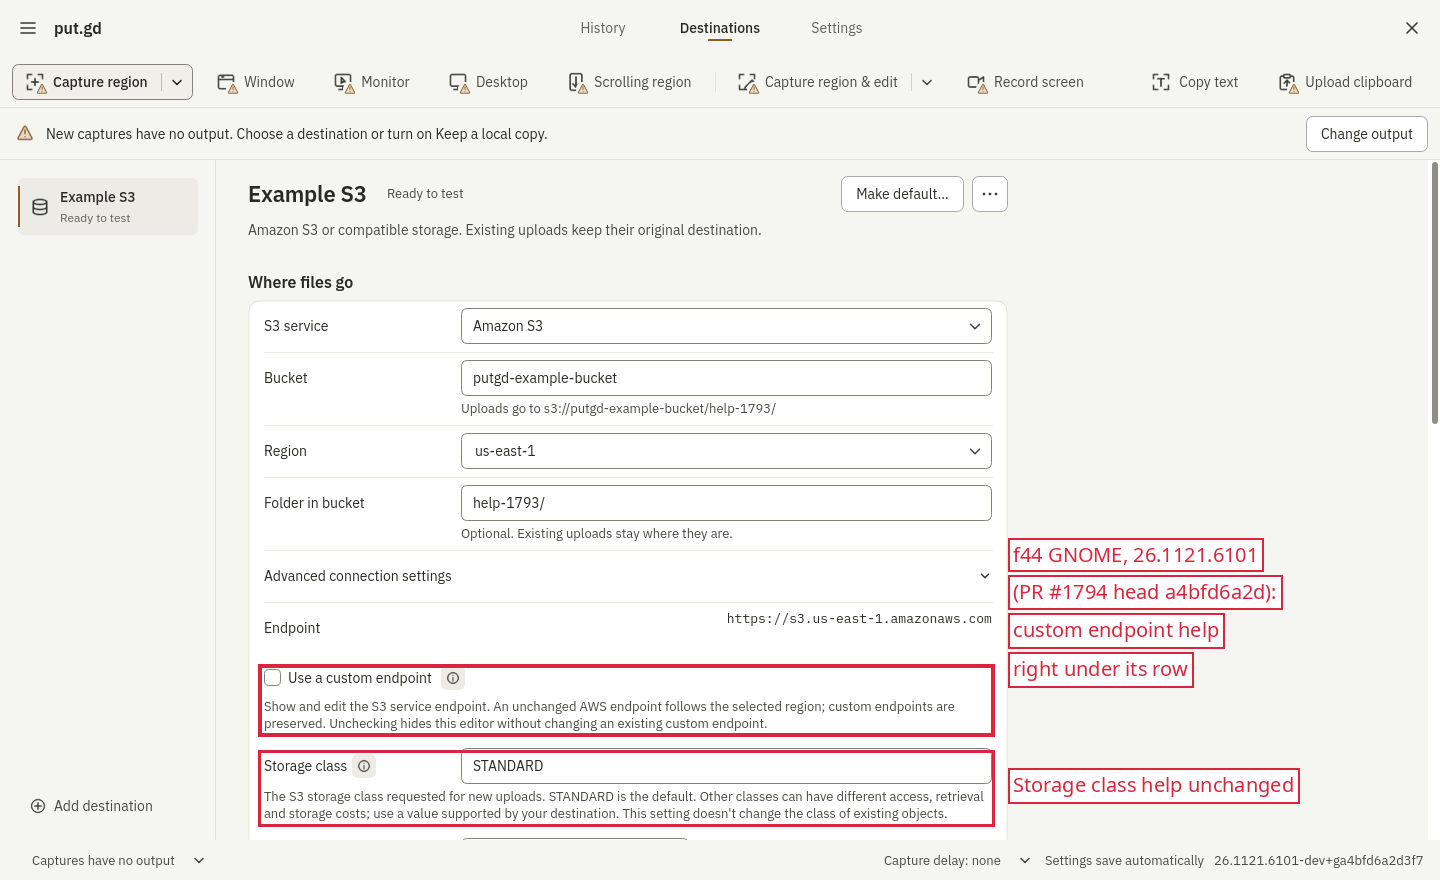 put.gd
History
Destinations
Settings
Capture region
Window
Monitor
Desktop
Scrolling region
Capture region & edit
Record screen
Copy text
Upload clipboard
New captures have no output. Choose a destination or turn on Keep a local copy.
Change output
Example S3
Ready to test
Add destination
Example S3
Ready to test
Make default...
Amazon S3 or compatible storage. Existing uploads keep their original destination.
Where files go
S3 service
Amazon S3
Bucket
putgd-example-bucket
Uploads go to s3://putgd-example-bucket/help-1793/
Region
us-east-1
Folder in bucket
help-1793/
Optional. Existing uploads stay where they are.
Advanced connection settings
Endpoint
https://s3.us-east-1.amazonaws.com
Use a custom endpoint
Show and edit the S3 service endpoint. An unchanged AWS endpoint follows the selected region; custom endpoints are
preserved. Unchecking hides this editor without changing an existing custom endpoint.
Storage class
STANDARD
The S3 storage class requested for new uploads. STANDARD is the default. Other classes can have different access, retrieval
and storage costs; use a value supported by your destination. This setting doesn't change the class of existing objects.
f44 GNOME, 26.1121.6101
(PR #1794 head a4bfd6a2d):
custom endpoint help
right under its row
Storage class help unchanged
Captures have no output
Capture delay: none
Settings save automatically
26.1121.6101-dev+ga4bfd6a2d3f7